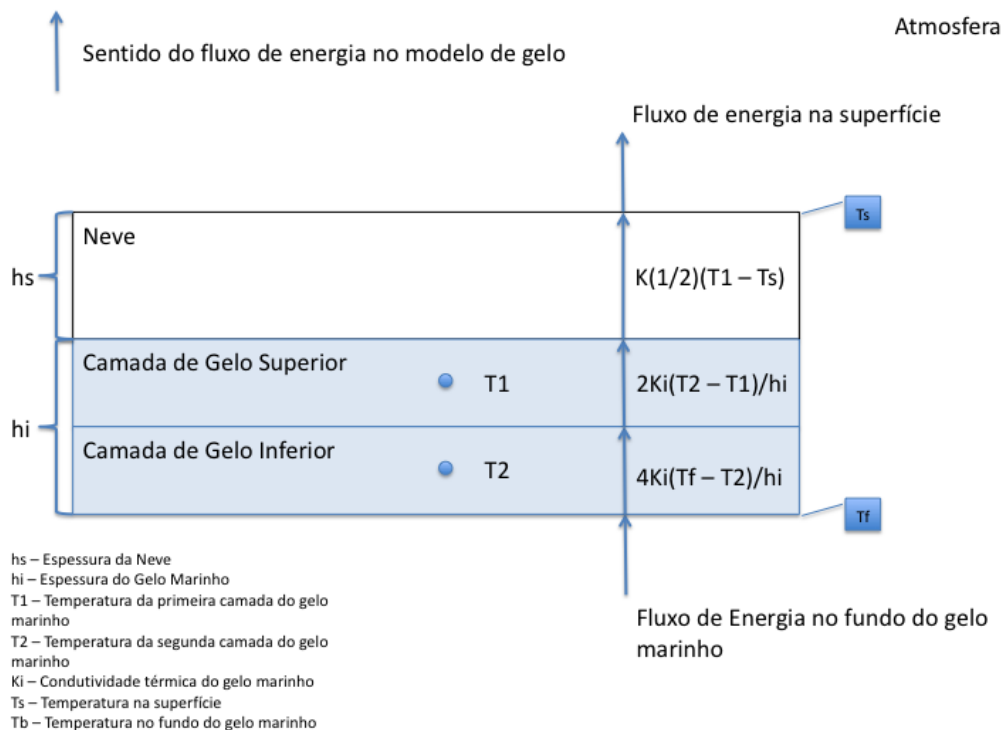 Atmosfera
Sentido do fluxo de energia no modelo de gelo
Fluxo de energia na superfície
Ts
Neve
hs
K(1/2)(T1 – Ts)
Camada de Gelo Superior
T1
2Ki(T2 – T1)/hi
hi
Camada de Gelo Inferior
T2
4Ki(Tf – T2)/hi
Tf
hs – Espessura da Neve
hi – Espessura do Gelo Marinho
T1 – Temperatura da primeira camada do gelo
marinho
T2 – Temperatura da segunda camada do gelo
marinho
Ki – Condutividade térmica do gelo marinho
Ts – Temperatura na superfície
Tb – Temperatura no fundo do gelo marinho
Fluxo de Energia no fundo do gelo
marinho